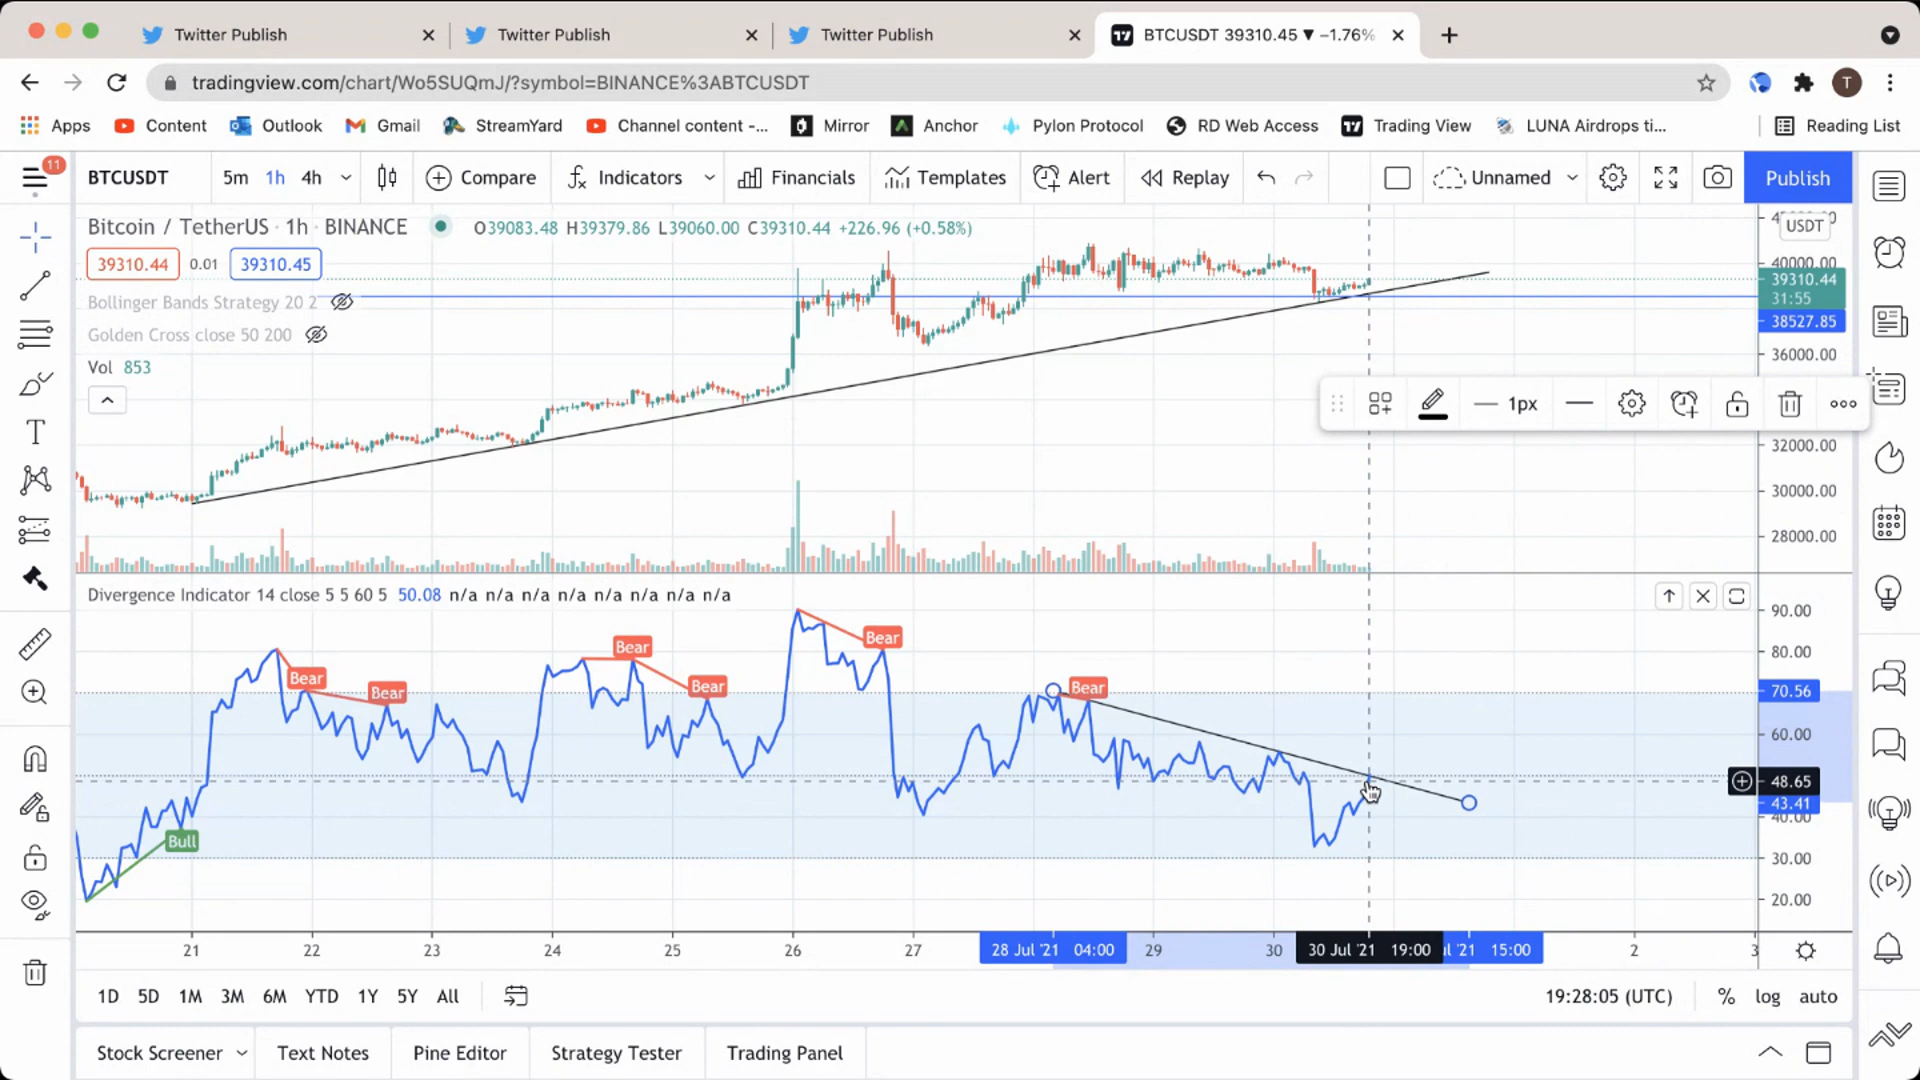 Twitter Publish
Twitter Publish
Twitter Publish
BTCUSDT 39310.45 ▼ −1.76%
tradingview.com/chart/Wo5SUQmJ/?symbol=BINANCE%3ABTCUSDT
T
Apps Content Outlook Gmail StreamYard Channel content -... Mirror Anchor Pylon Protocol RD Web Access Trading View LUNA Airdrops ti... Reading List
11
BTCUSDT 5m 1h 4h Compare Indicators Financials Templates Alert Replay Unnamed Publish
Bitcoin / TetherUS · 1h · BINANCE O39083.48 H39379.86 L39060.00 C39310.44 +226.96 (+0.58%)
USDT
39310.44 0.01 39310.45
40000.00
39310.44
31:55
Bollinger Bands Strategy 20 2
38527.85
Golden Cross close 50 200
36000.00
Vol 853
1px
32000.00
30000.00
28000.00
Divergence Indicator 14 close 5 5 60 5 50.08 n/a n/a n/a n/a n/a n/a n/a n/a
90.00
Bear
Bear
80.00
Bear
Bear
Bear
Bear
Bear
70.56
60.00
48.65
43.41
40.00
Bull
30.00
20.00
21 22 23 24 25 26 27 28 Jul '21 04:00 29 30 30 Jul '21 19:00 '21 15:00 2 3
1D 5D 1M 3M 6M YTD 1Y 5Y All 19:28:05 (UTC) % log auto
Stock Screener Text Notes Pine Editor Strategy Tester Trading Panel